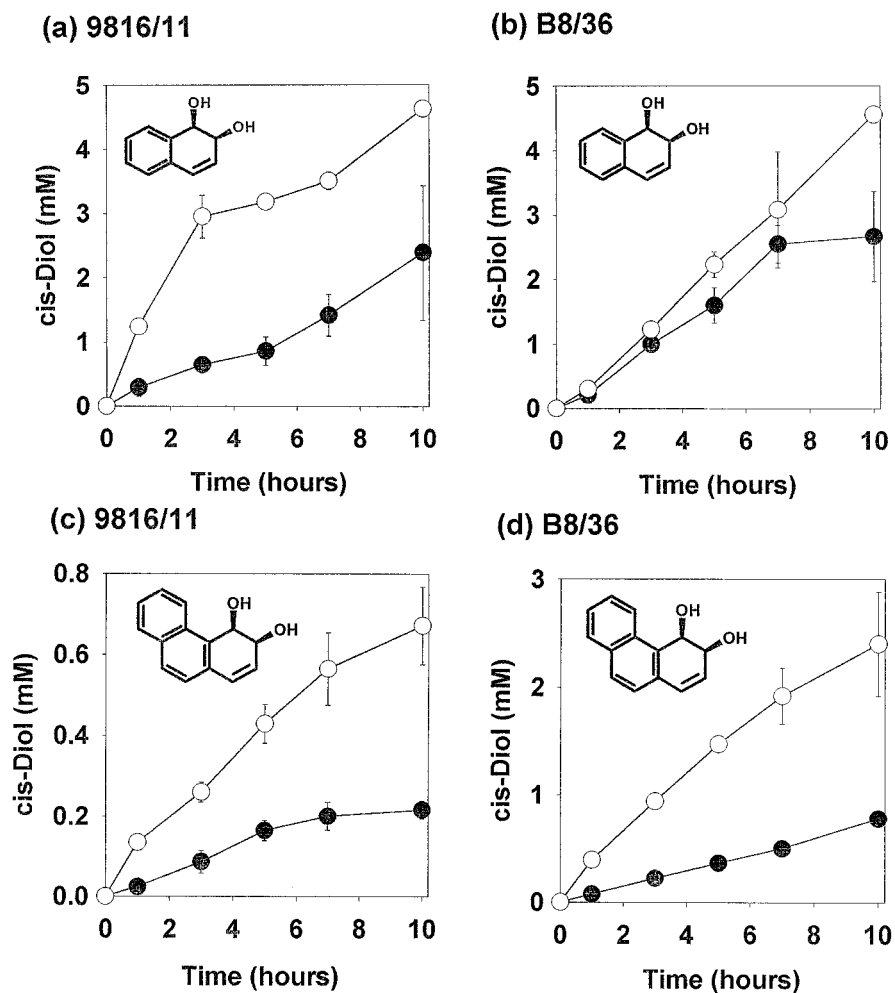 (a) 9816/11
OH
OH
cis-Diol (mM)
5
4
3
2
1
0
0 2 4 6 8 10
Time (hours)
(b) B8/36
OH
OH
cis-Diol (mM)
5
4
3
2
1
0
0 2 4 6 8 10
Time (hours)
(c) 9816/11
OH
OH
cis-Diol (mM)
0.8
0.6
0.4
0.2
0.0
0 2 4 6 8 10
Time (hours)
(d) B8/36
OH
OH
cis-Diol (mM)
3
2
1
0
0 2 4 6 8 10
Time (hours)